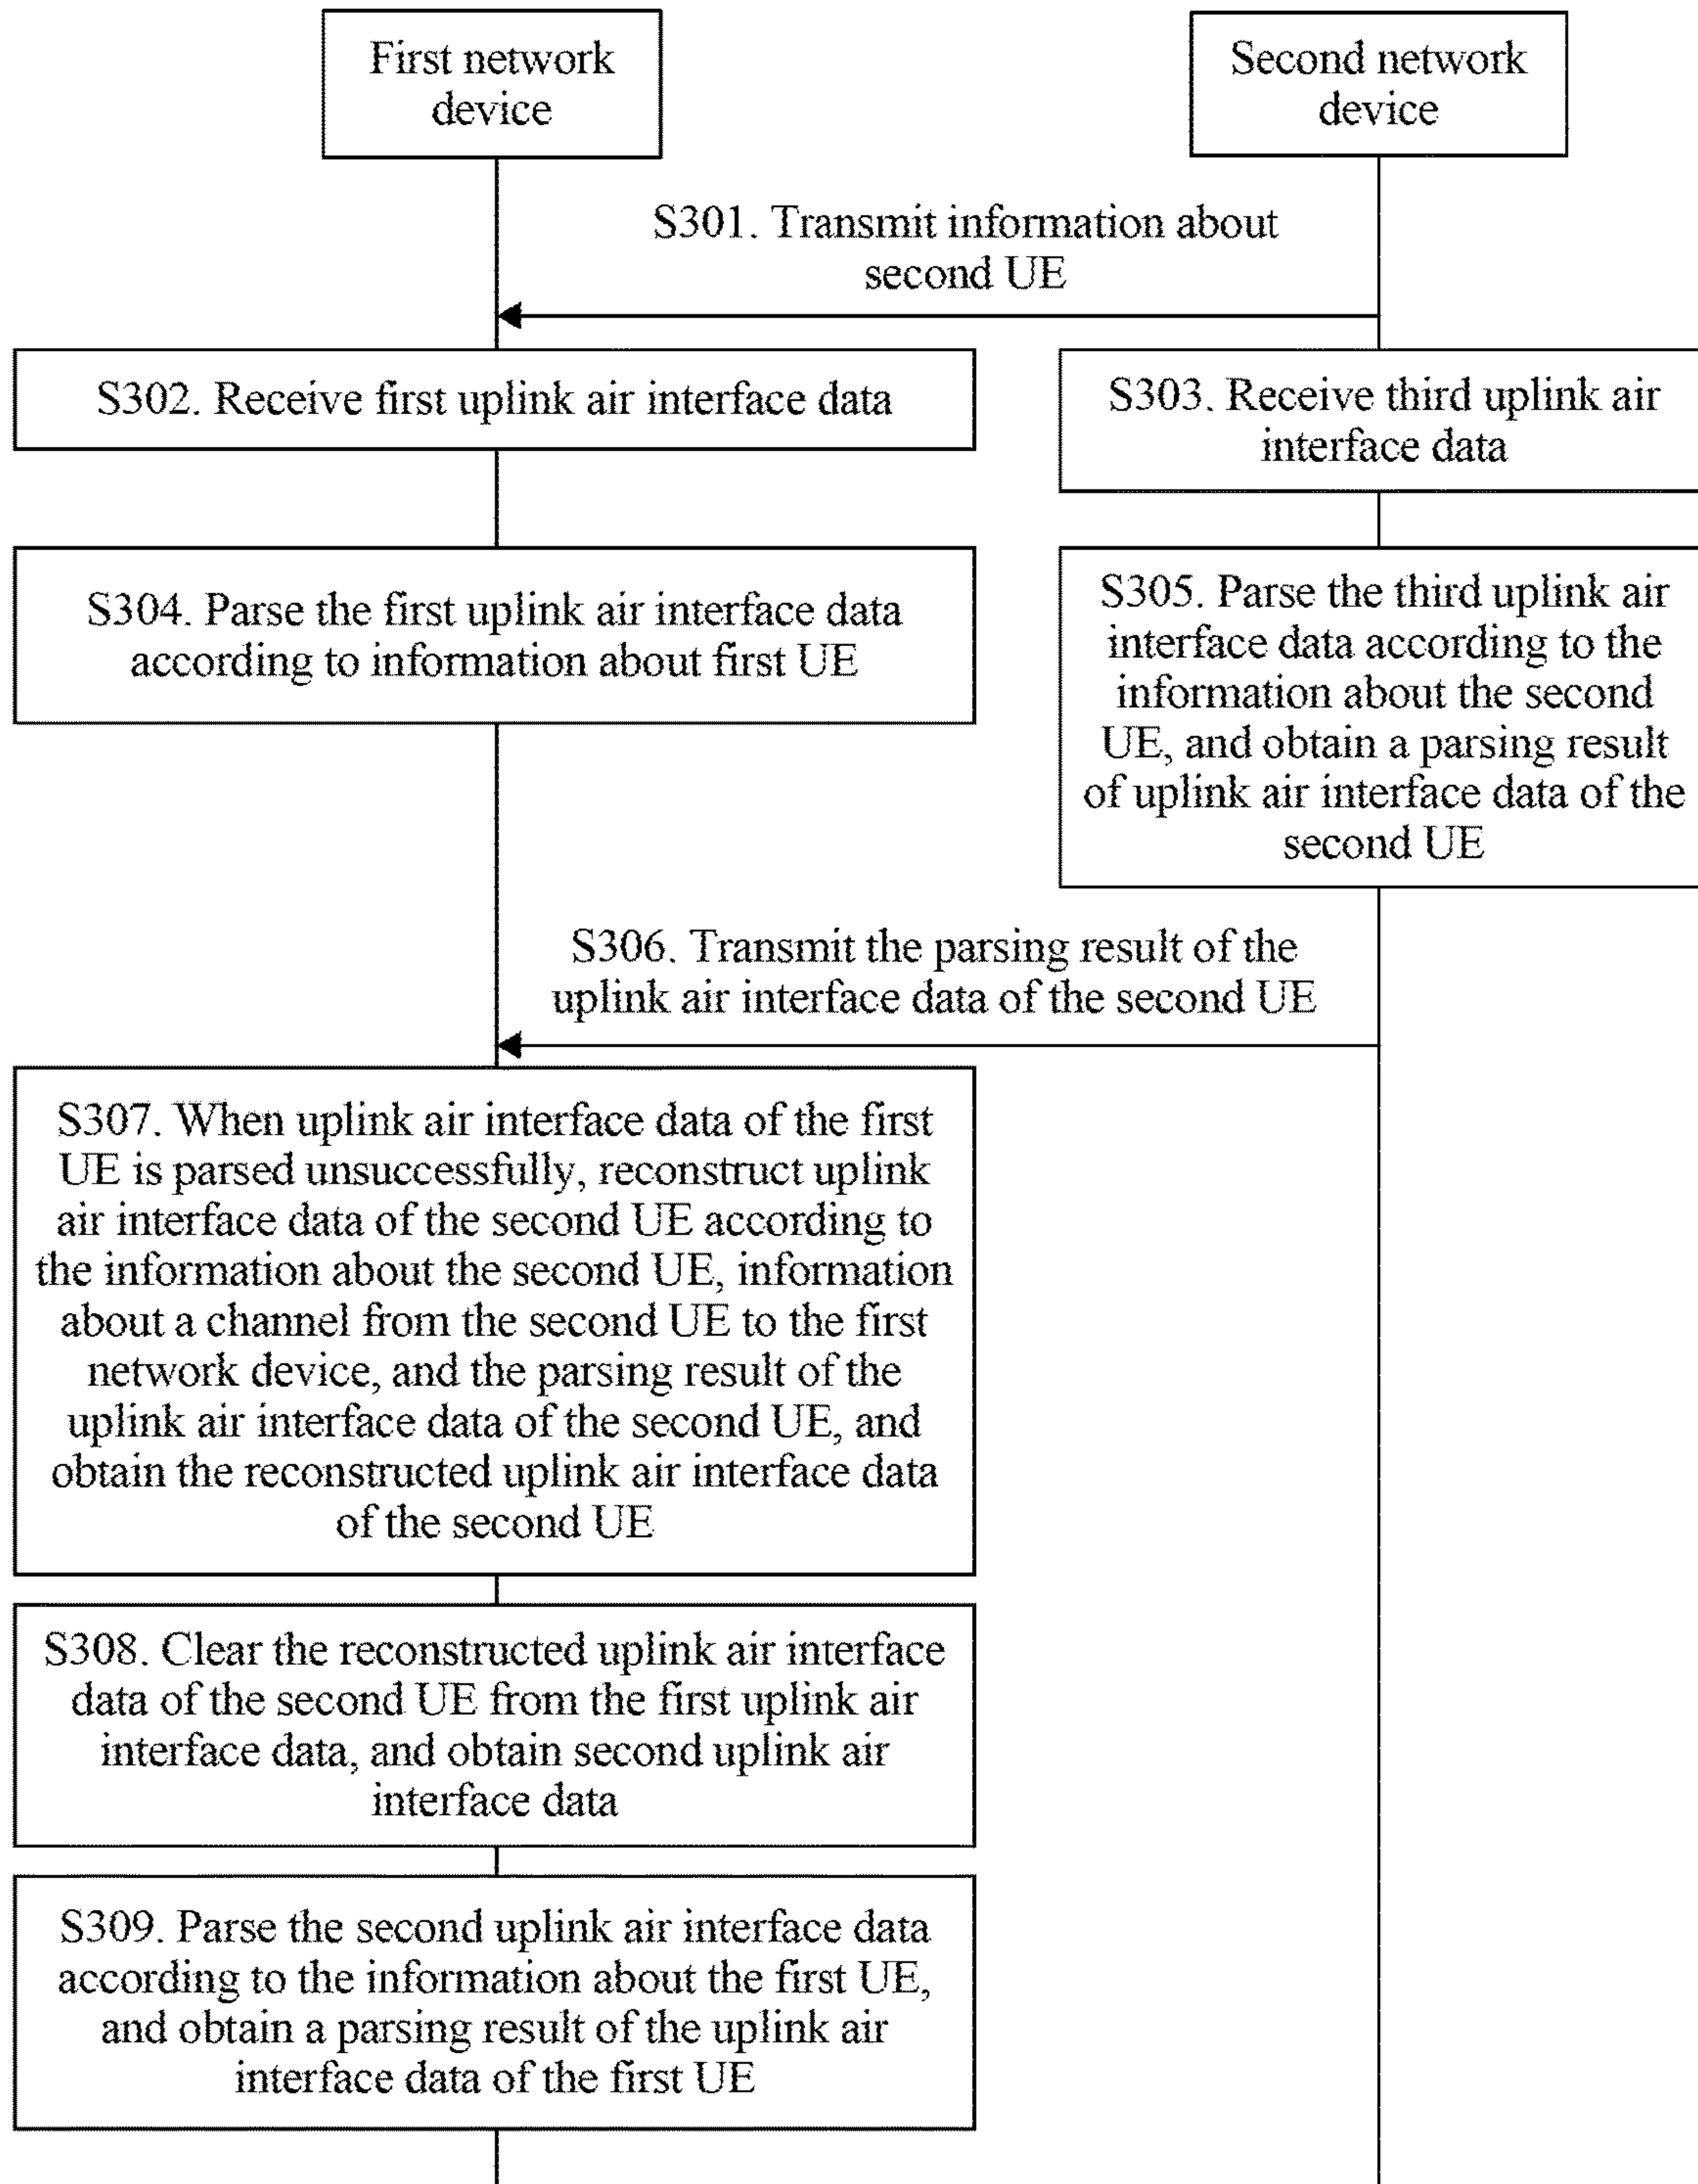 First network
device
Second network
device
S301. Transmit information about
second UE
S302. Receive first uplink air interface data
S303. Receive third uplink air
interface data
S304. Parse the first uplink air interface data
according to information about first UE
S305. Parse the third uplink air
interface data according to the
information about the second
UE, and obtain a parsing result
of uplink air interface data of the
second UE
S306. Transmit the parsing result of the
uplink air interface data of the second UE
S307. When uplink air interface data of the first
UE is parsed unsuccessfully, reconstruct uplink
air interface data of the second UE according to
the information about the second UE, information
about a channel from the second UE to the first
network device, and the parsing result of the
uplink air interface data of the second UE, and
obtain the reconstructed uplink air interface data
of the second UE
S308. Clear the reconstructed uplink air interface
data of the second UE from the first uplink air
interface data, and obtain second uplink air
interface data
S309. Parse the second uplink air interface data
according to the information about the first UE,
and obtain a parsing result of the uplink air
interface data of the first UE